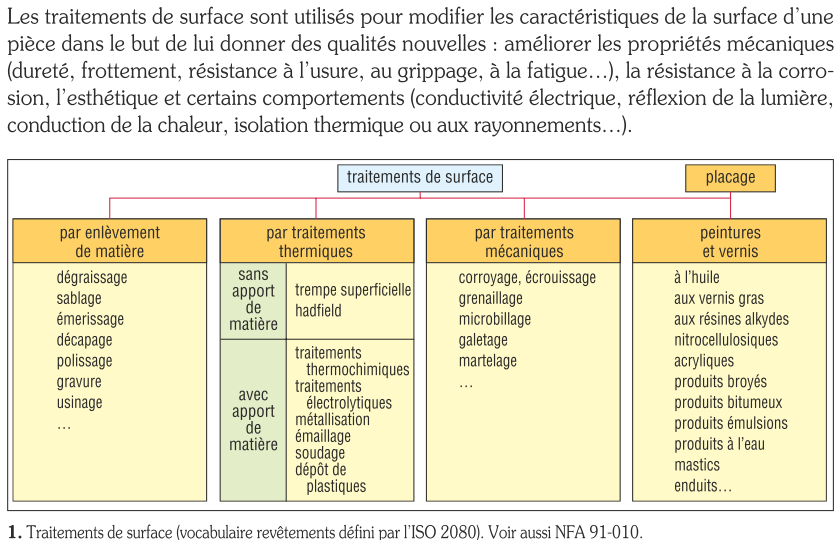 Les traitements de surface sont utilisés pour modifier les caractéristiques de la surface d'une
pièce dans le but de lui donner des qualités nouvelles : améliorer les propriétés mécaniques
(dureté, frottement, résistance à l'usure, au grippage, à la fatigue…), la résistance à la corro-
sion, l'esthétique et certains comportements (conductivité électrique, réflexion de la lumière,
conduction de la chaleur, isolation thermique ou aux rayonnements…).
traitements de surface
placage
par enlèvement
de matière
dégraissage
sablage
émerissage
décapage
polissage
gravure
usinage
…
par traitements
thermiques
sans
apport
de
matière
trempe superficielle
hadfield
avec
apport
de
matière
traitements
thermochimiques
traitements
électrolytiques
métallisation
émaillage
soudage
dépôt de
plastiques
par traitements
mécaniques
corroyage, écrouissage
grenaillage
microbillage
galetage
martelage
…
peintures
et vernis
à l'huile
aux vernis gras
aux résines alkydes
nitrocellulosiques
acryliques
produits broyés
produits bitumeux
produits émulsions
produits à l'eau
mastics
enduits…
1. Traitements de surface (vocabulaire revêtements défini par l'ISO 2080). Voir aussi NFA 91-010.